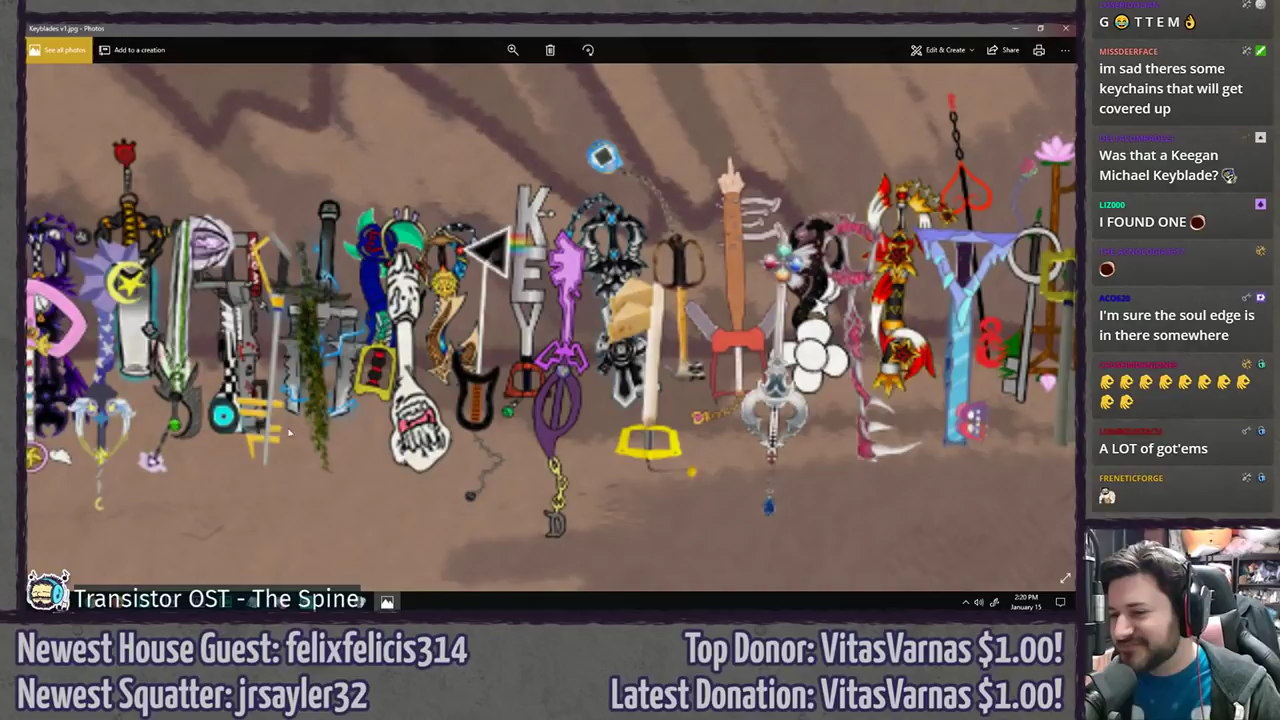 Keyblades v1.jpg - Photos
See all photos
Add to a creation
Edit & Create
Share
KEY
D
G TTEM
MISSDEERFACE
im sad theres some
keychains that will get
covered up
Was that a Keegan
Michael Keyblade?
LIZ000
I FOUND ONE
ACO620
I'm sure the soul edge is
in there somewhere
A LOT of got'ems
FRENETICFORGE
Transistor OST - The Spine
2:20 PM
January 15
Newest House Guest: felixfelicis314
Newest Squatter: jrsayler32
Top Donor: VitasVarnas $1.00!
Latest Donation: VitasVarnas $1.00!